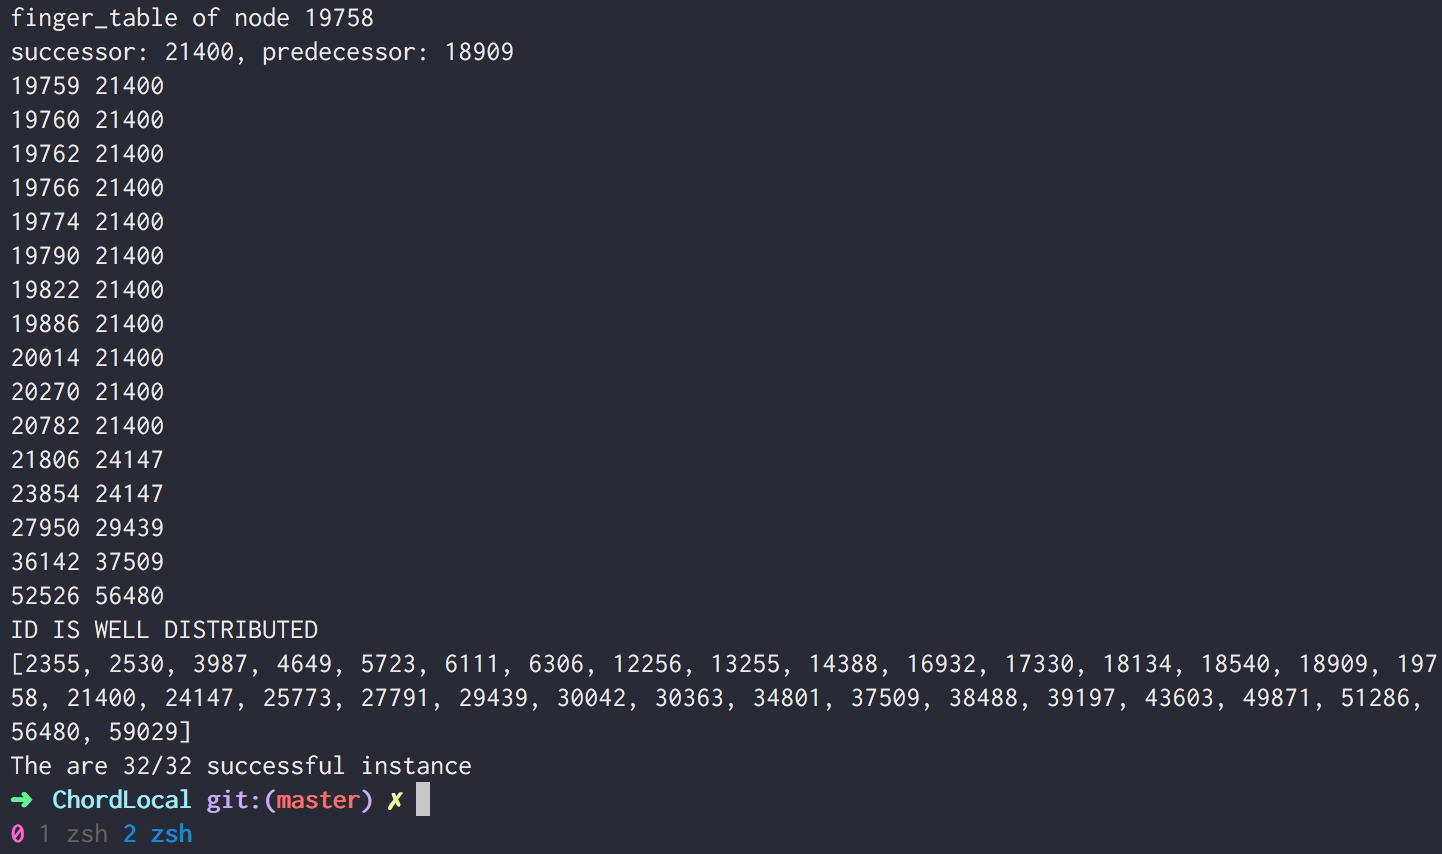 finger_table of node 19758
successor: 21400, predecessor: 18909
19759 21400
19760 21400
19762 21400
19766 21400
19774 21400
19790 21400
19822 21400
19886 21400
20014 21400
20270 21400
20782 21400
21806 24147
23854 24147
27950 29439
36142 37509
52526 56480
ID IS WELL DISTRIBUTED
[2355, 2530, 3987, 4649, 5723, 6111, 6306, 12256, 13255, 14388, 16932, 17330, 18134, 18540, 18909, 197
58, 21400, 24147, 25773, 27791, 29439, 30042, 30363, 34801, 37509, 38488, 39197, 43603, 49871, 51286,
56480, 59029]
The are 32/32 successful instance
➜ ChordLocal git:(master) ✗
0 1 zsh 2 zsh